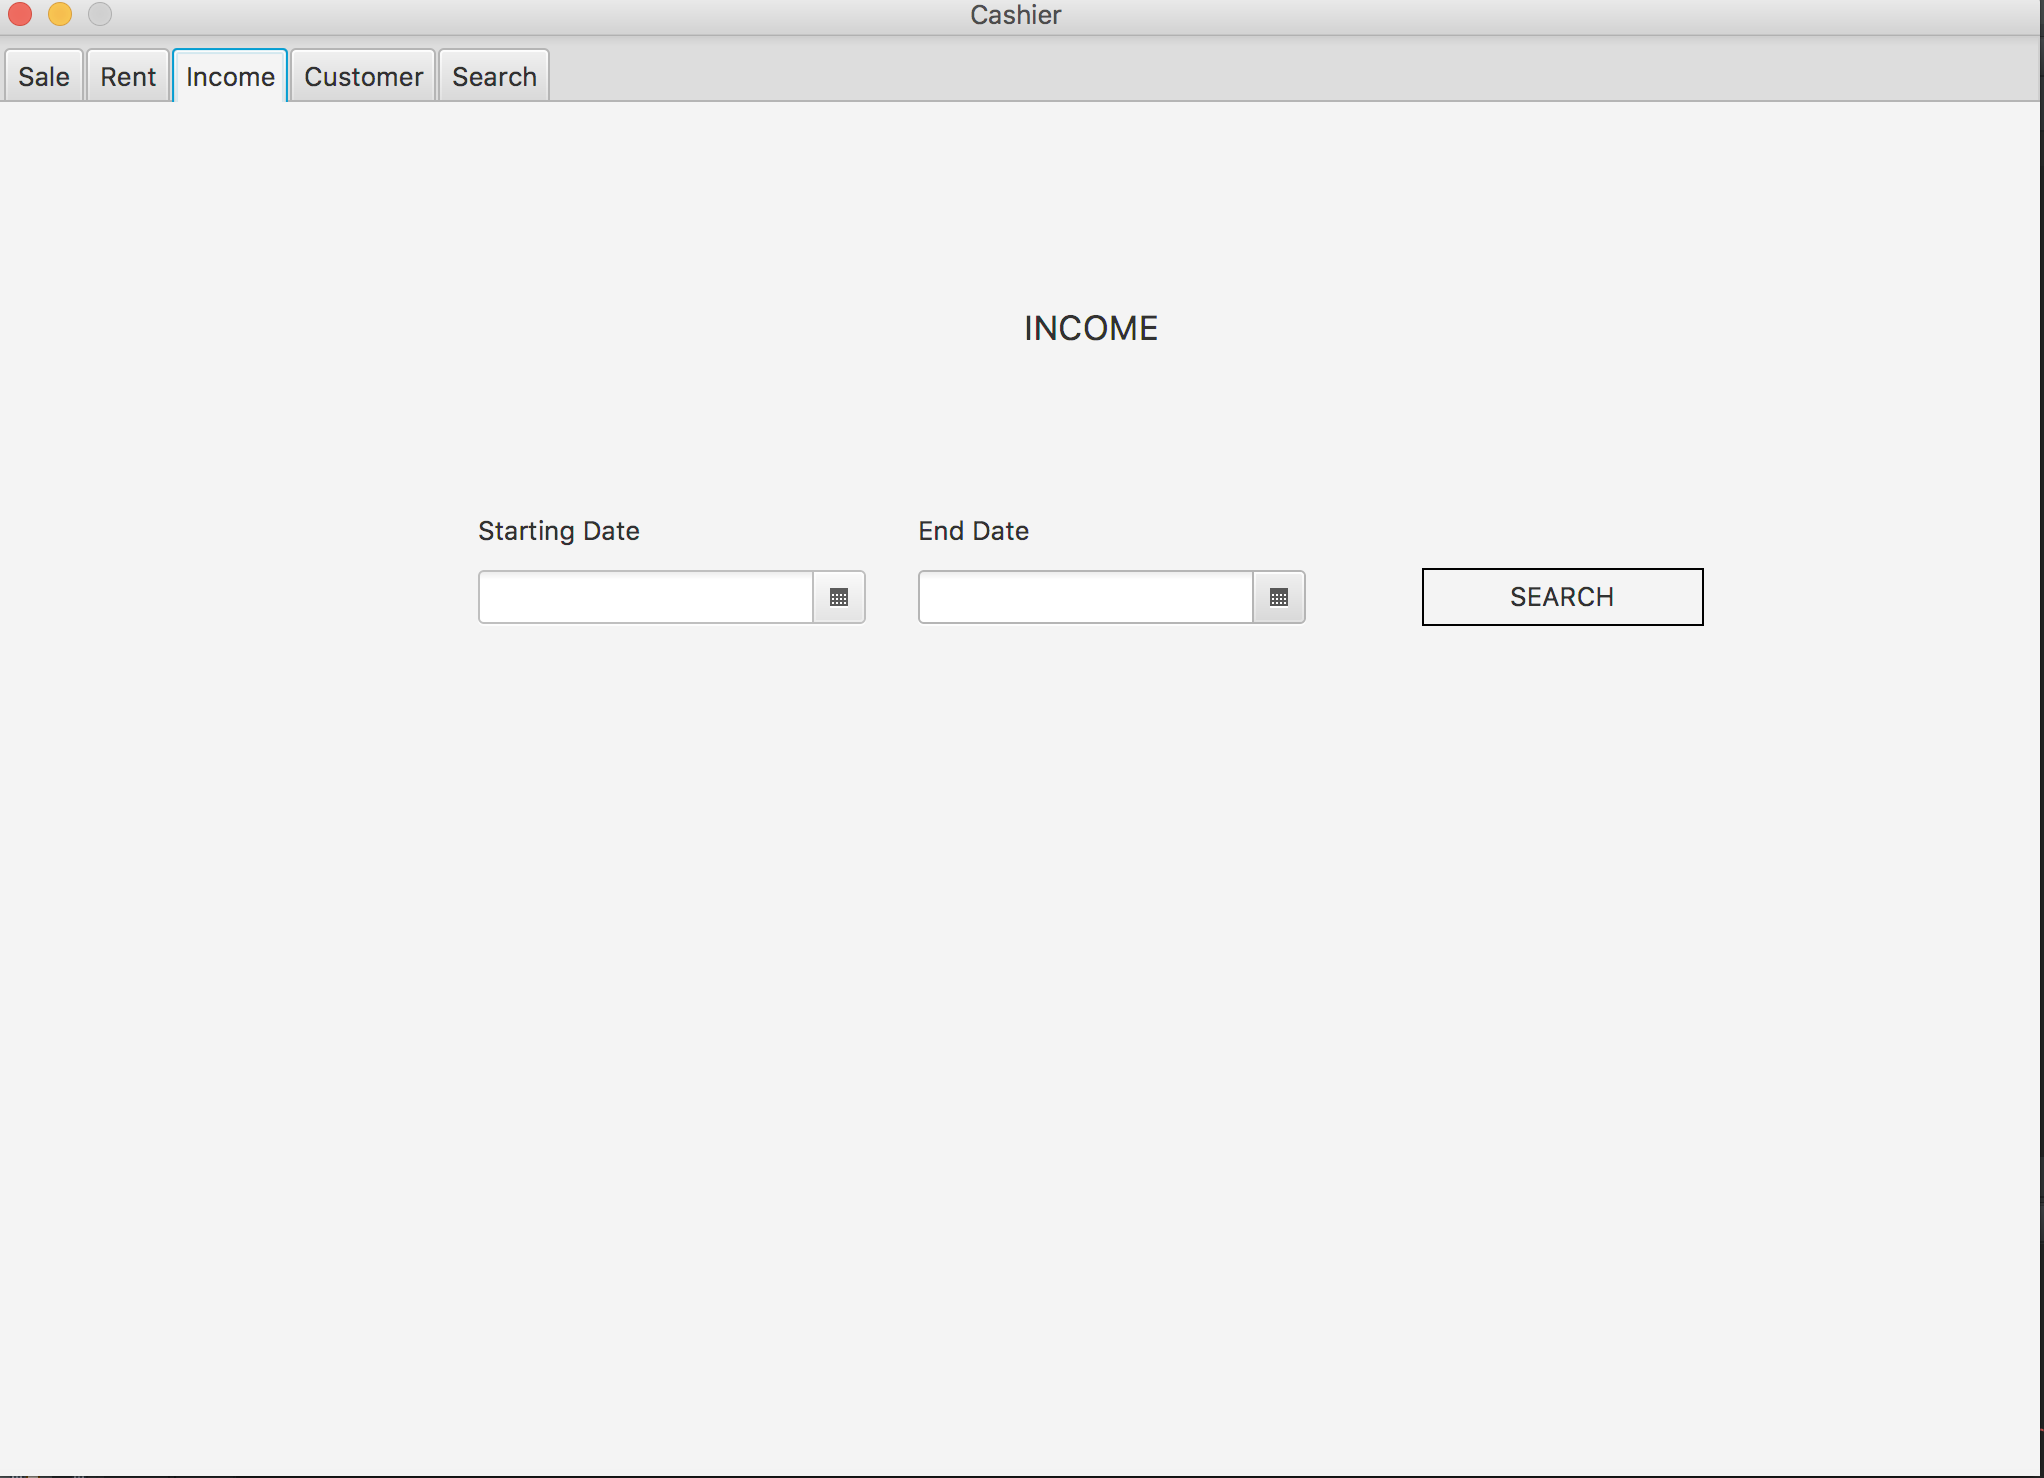 Cashier
Sale Rent Income Customer Search
INCOME
Starting Date End Date
SEARCH